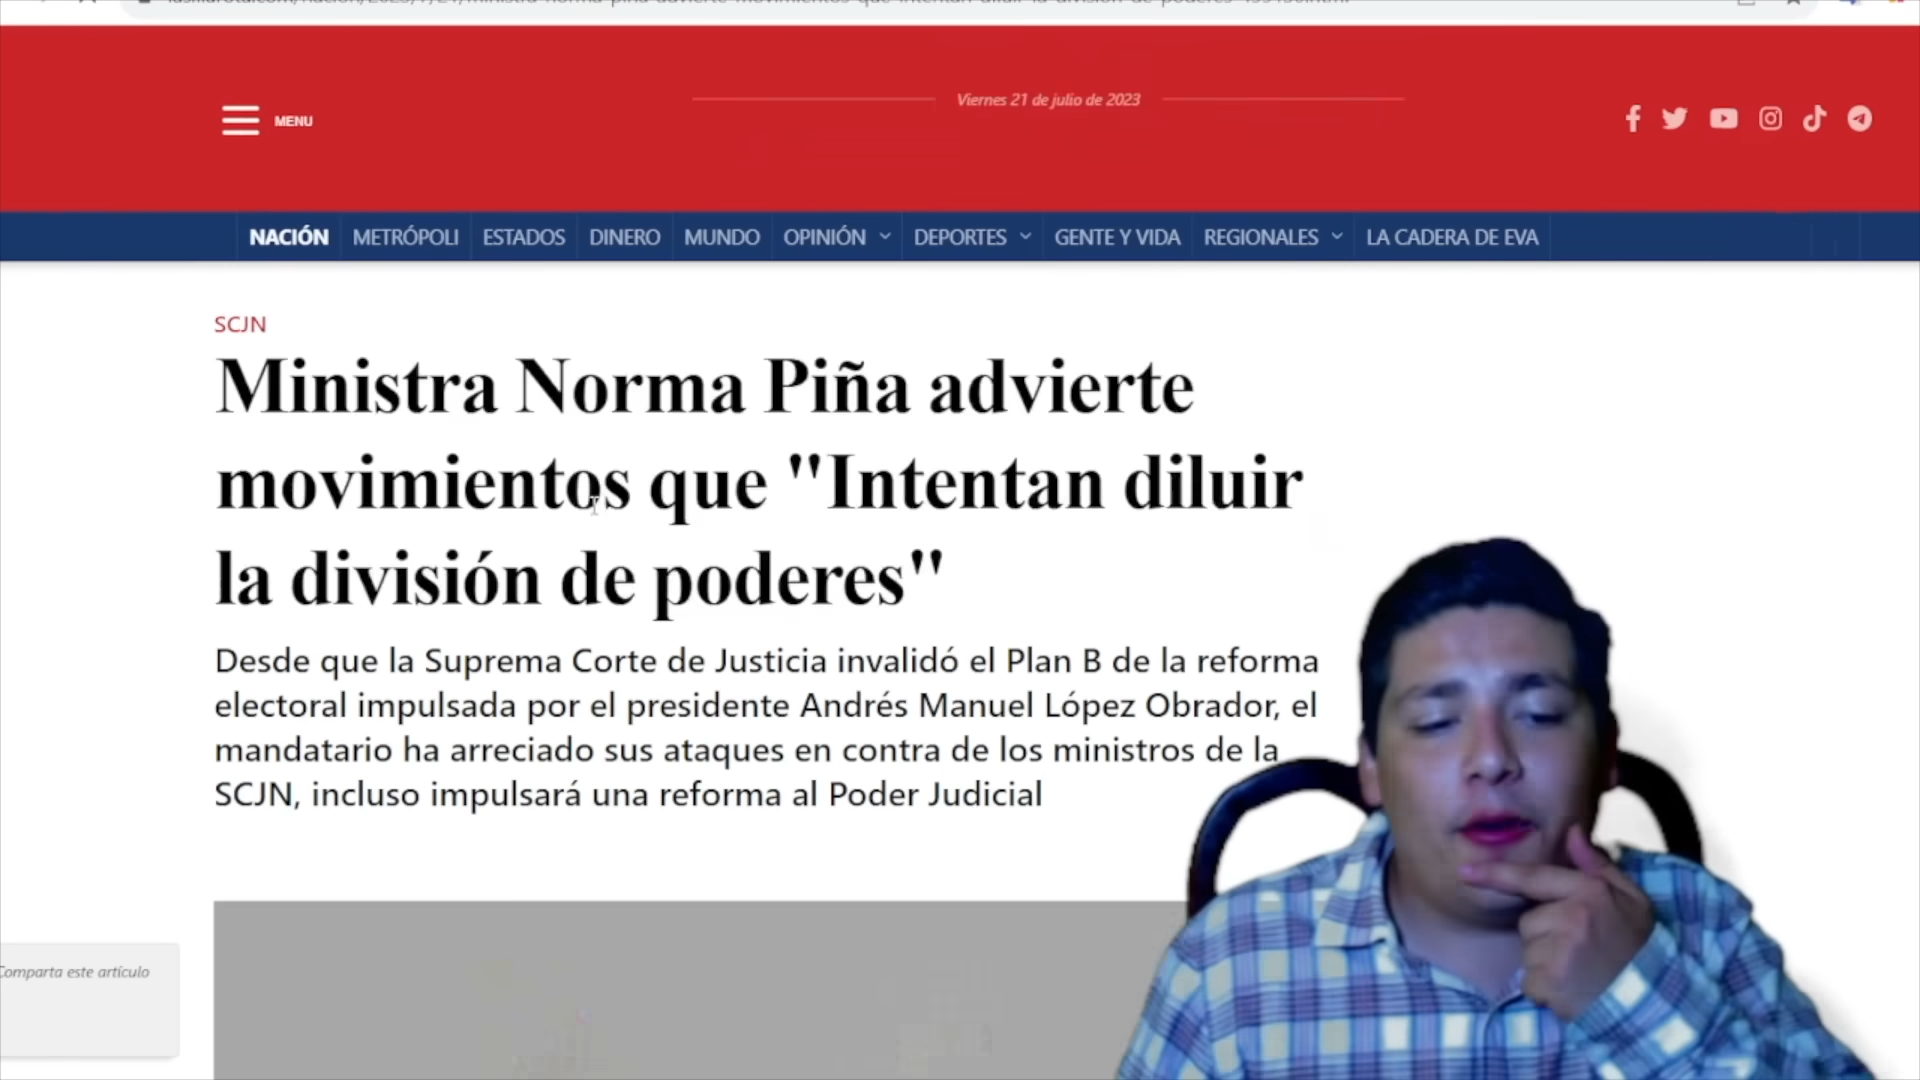 Viernes 21 de julio de 2023
MENU
NACIÓN METRÓPOLI ESTADOS DINERO MUNDO OPINIÓN DEPORTES GENTE Y VIDA REGIONALES LA CADERA DE EVA
SCJN
Ministra Norma Piña advierte
movimientos que "Intentan diluir
la división de poderes"
Desde que la Suprema Corte de Justicia invalidó el Plan B de la reforma
electoral impulsada por el presidente Andrés Manuel López Obrador, el
mandatario ha arreciado sus ataques en contra de los ministros de la
SCJN, incluso impulsará una reforma al Poder Judicial
Comparta este artículo